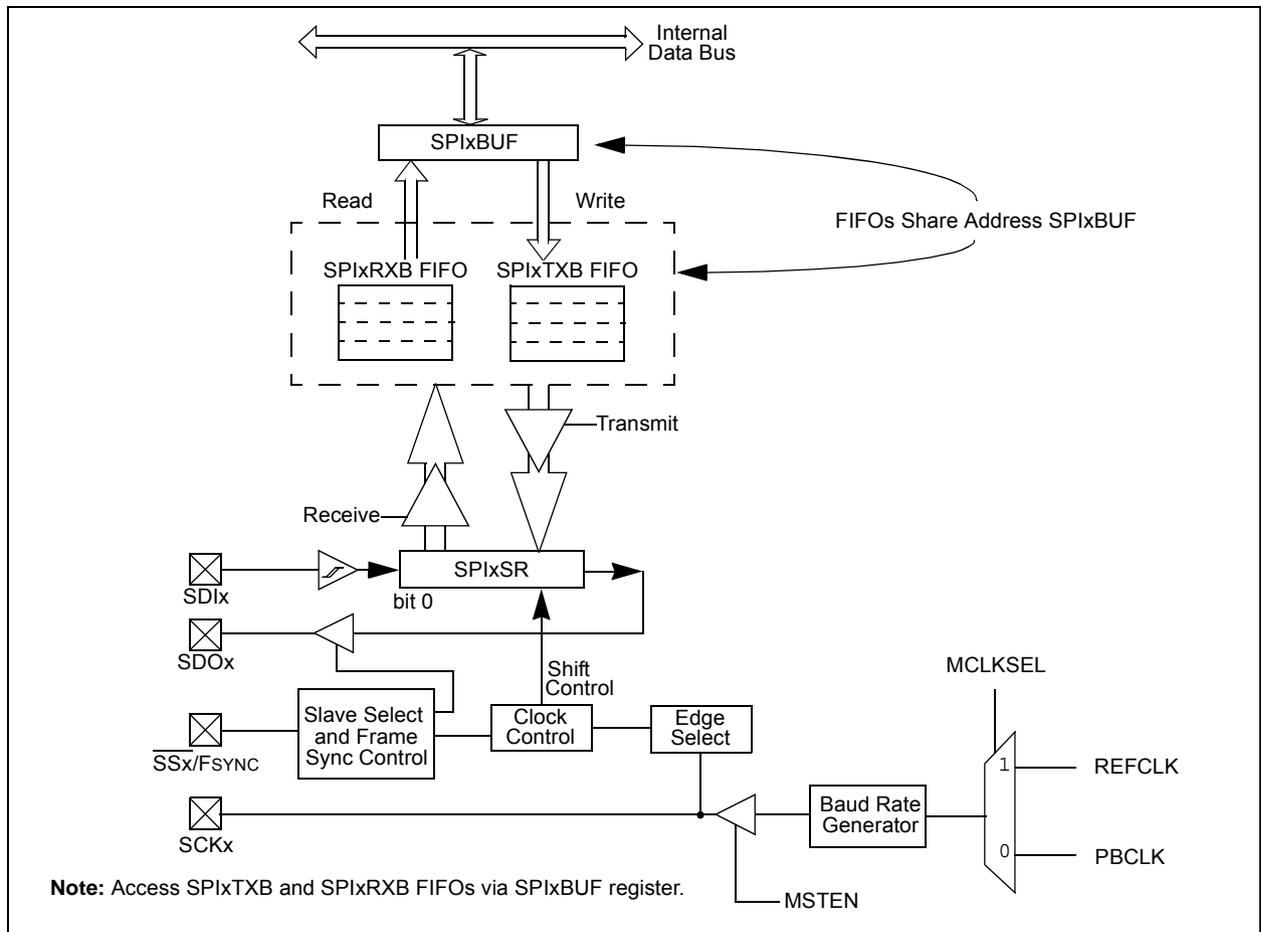 Internal
Data Bus
SPIxBUF
Read
Write
FIFOs Share Address SPIxBUF
SPIxRXB FIFO
SPIxTXB FIFO
Transmit
Receive
SDIx
SPIxSR
bit 0
SDOx
Shift
Control
MCLKSEL
Slave Select
and Frame
Sync Control
Clock
Control
Edge
Select
SSx/FSYNC
1
REFCLK
Baud Rate
Generator
SCKx
0
PBCLK
Note: Access SPIxTXB and SPIxRXB FIFOs via SPIxBUF register.
MSTEN